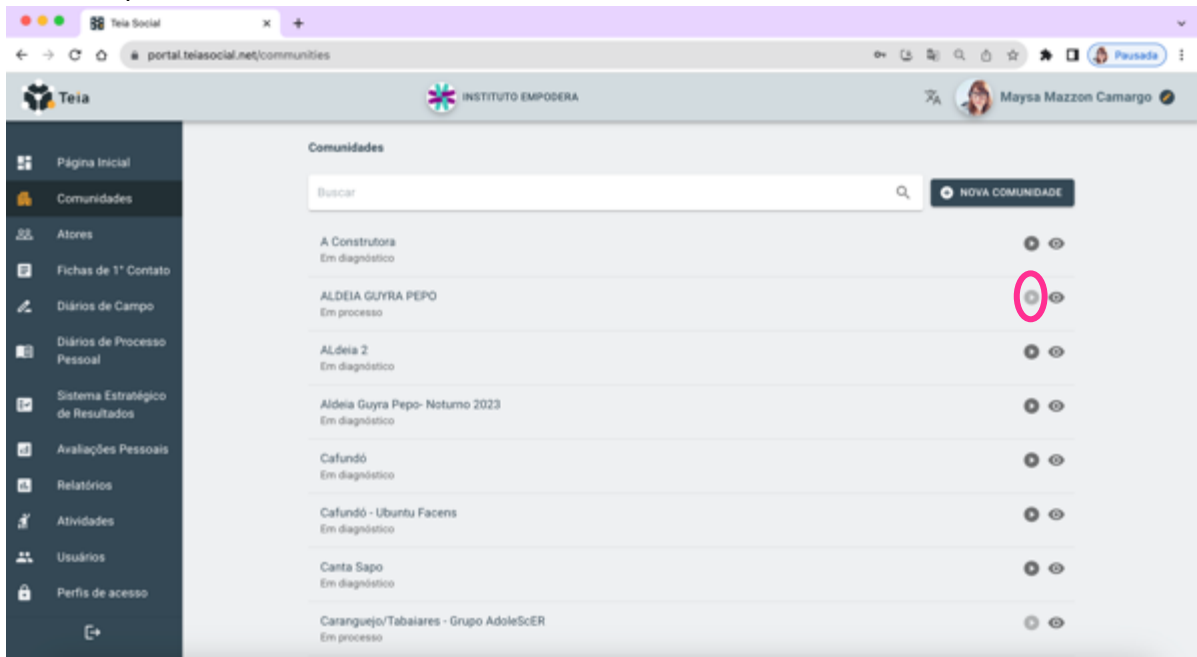 Teia Social
portal.teiasocial.net/communities
Pausada
Teia
INSTITUTO EMPODERA
Maysa Mazzon Camargo
Página Inicial
Comunidades
Atores
Fichas de 1° Contato
Diários de Campo
Diários de Processo
Pessoal
Sistema Estratégico
de Resultados
Avaliações Pessoais
Relatórios
Atividades
Usuários
Perfis de acesso
Comunidades
Buscar
NOVA COMUNIDADE
A Construtora
Em diagnóstico
ALDEIA GUYRA PEPO
Em processo
ALdeia 2
Em diagnóstico
Aldeia Guyra Pepo- Noturno 2023
Em diagnóstico
Cafundó
Em diagnóstico
Cafundó - Ubuntu Facens
Em diagnóstico
Canta Sapo
Em diagnóstico
Caranguejo/Tabaiares - Grupo AdoleScER
Em processo